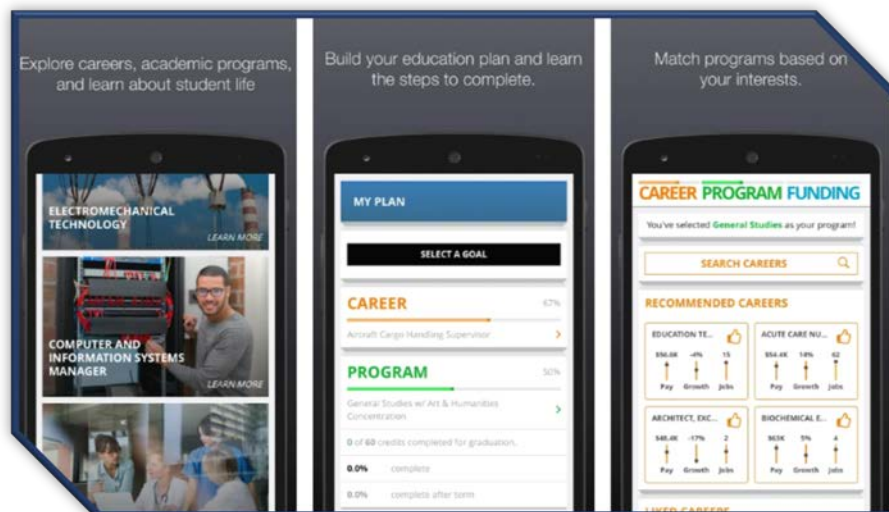 Explore careers, academic programs,
and learn about student life
ELECTROMECHANICAL
TECHNOLOGY
LEARN MORE
COMPUTER AND
INFORMATION SYSTEMS
MANAGER
LEARN MORE
Build your education plan and learn
the steps to complete.
MY PLAN
SELECT A GOAL
CAREER 67%
Aircraft Cargo Handling Supervisor
PROGRAM 50%
General Studies w/ Art & Humanities
Concentration
0 of 60 credits completed for graduation.
0.0% complete
0.0% complete after term
Match programs based on
your interests.
CAREER PROGRAM FUNDING
You've selected General Studies as your program!
SEARCH CAREERS
RECOMMENDED CAREERS
EDUCATION TE... ACUTE CARE NU...
$56.6K -4% 15 $54.4K 18% 62
Pay Growth Jobs Pay Growth Jobs
ARCHITECT, EXC... BIOCHEMICAL E...
$48.4K -17% 2 $63K 5% 4
Pay Growth Jobs Pay Growth Jobs
LIKED CAREERS